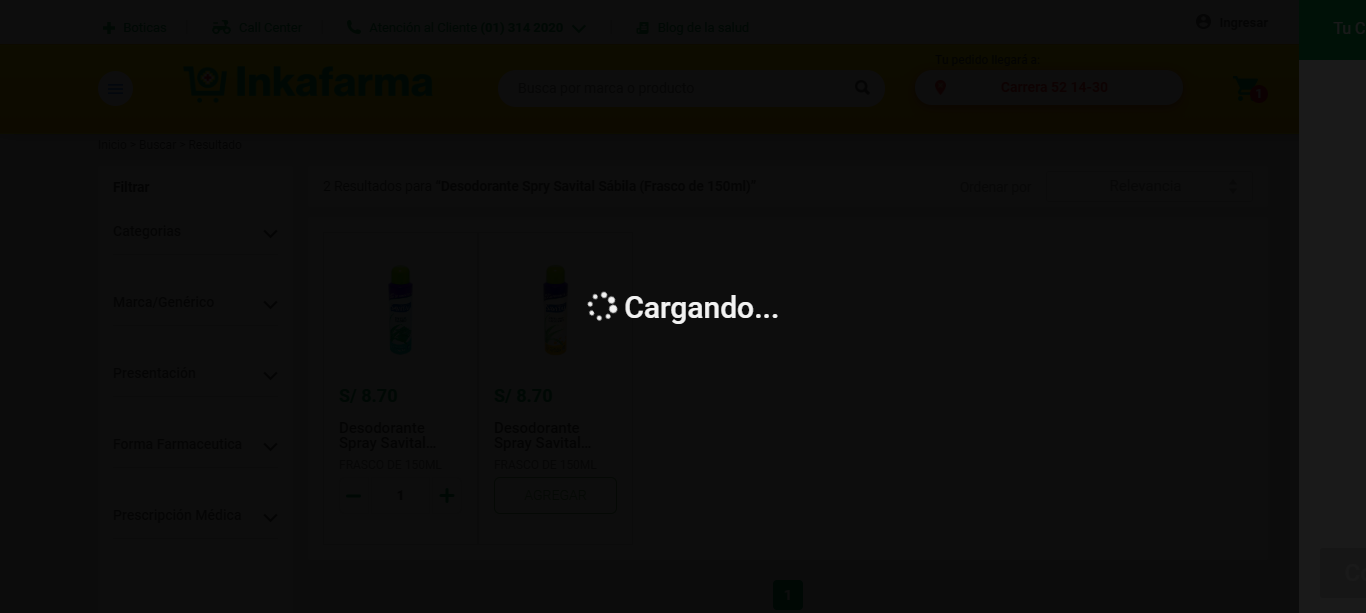 Boticas
Call Center
Atención al Cliente (01) 314 2020
Blog de la salud
Ingresar
Tu C
Inkafarma
Busca por marca o producto
Tu pedido llegará a:
Carrera 52 14-30
1
Inicio > Buscar > Resultado
Filtrar
2 Resultados para "Desodorante Spry Savital Sábila (Frasco de 150ml)"
Ordenar por
Relevancia
Categorías
Marca/Genérico
Presentación
Forma Farmaceutica
Prescripción Médica
Cargando...
S/ 8.70
Desodorante
Spray Savital...
FRASCO DE 150ML
1
S/ 8.70
Desodorante
Spray Savital...
FRASCO DE 150ML
AGREGAR
1